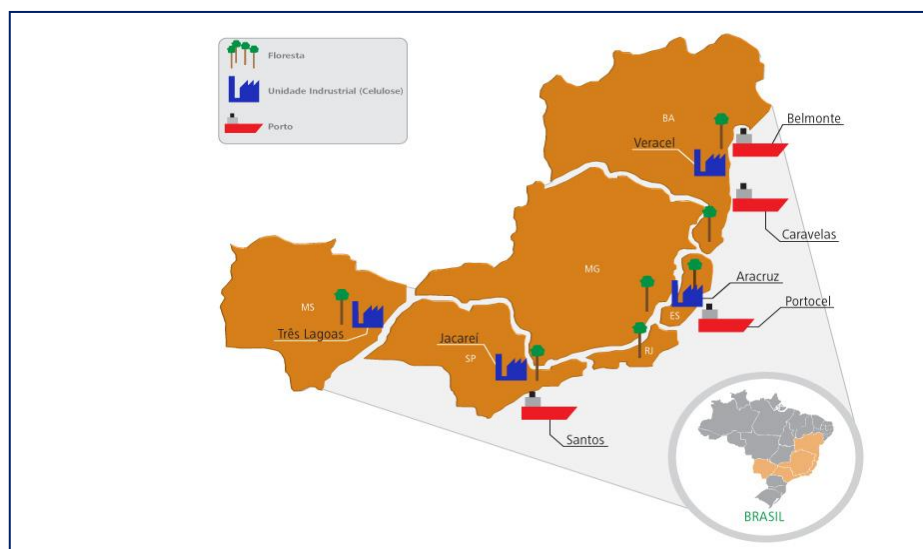 Floresta
Unidade Indrustrial (Celulose)
Porto
BA
Belmonte
Veracel
Caravelas
MG
Aracruz
MS
ES
Portocel
Três Lagoas
Jacareí
SP
RJ
Santos
BRASIL